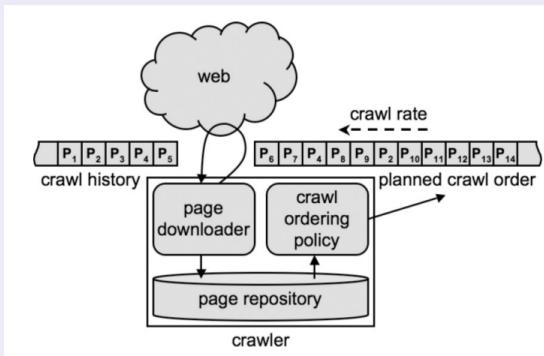 web
crawl rate
P1 P2 P3 P4 P5
P6 P7 P4 P8 P9 P2 P10 P11 P12 P13 P14
crawl history
planned crawl order
page
downloader
crawl
ordering
policy
page repository
crawler